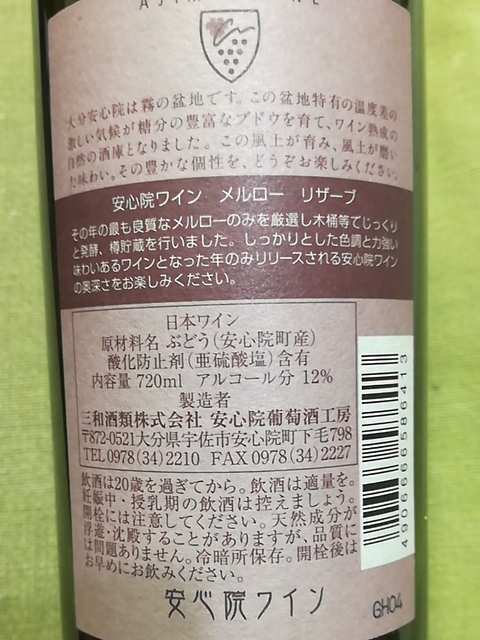 大分安心院は霧の盆地です。この盆地特有の温度差の
激しい気候が糖分の豊富なブドウを育て、ワイン熟成の
自然の酒庫となりました。この風土が育み、風土が磨い
た味わい。その豊かな個性を、どうぞお楽しみください。
安心院ワイン メルロー リザーブ
その年の最も良質なメルローのみを厳選し木桶等でじっくり
と発酵、樽貯蔵を行いました。しっかりとした色調と力強い
味わいあるワインとなった年のみリリースされる安心院ワイン
の奥深さをお楽しみください。
日本ワイン
原材料名 ぶどう(安心院町産)
酸化防止剤(亜硫酸塩)含有
内容量 720ml アルコール分 12%
製造者
三和酒類株式会社 安心院葡萄酒工房
〒872-0521大分県宇佐市安心院町下毛798
TEL0978(34)2210 FAX0978(34)2227
飲酒は20歳を過ぎてから。飲酒は適量を。
妊娠中・授乳期の飲酒は控えましょう。
開栓には注意してください。天然成分が
浮遊・沈殿することがありますが、品質に
は問題ありません。冷暗所保存。開栓後は
お早めにお飲みください。
4906666586413
安心院ワイン
GH04